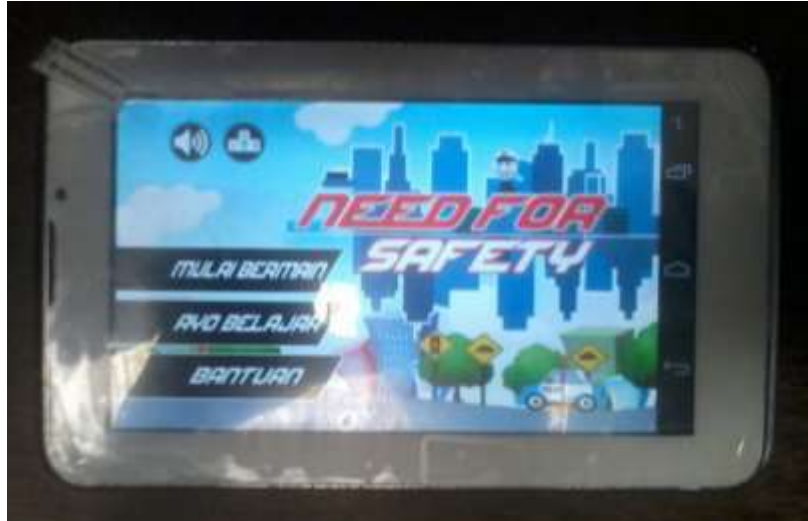 NEED FOR
SAFETY
MULAI BERMAIN
AYO BELAJAR
BANTUAN